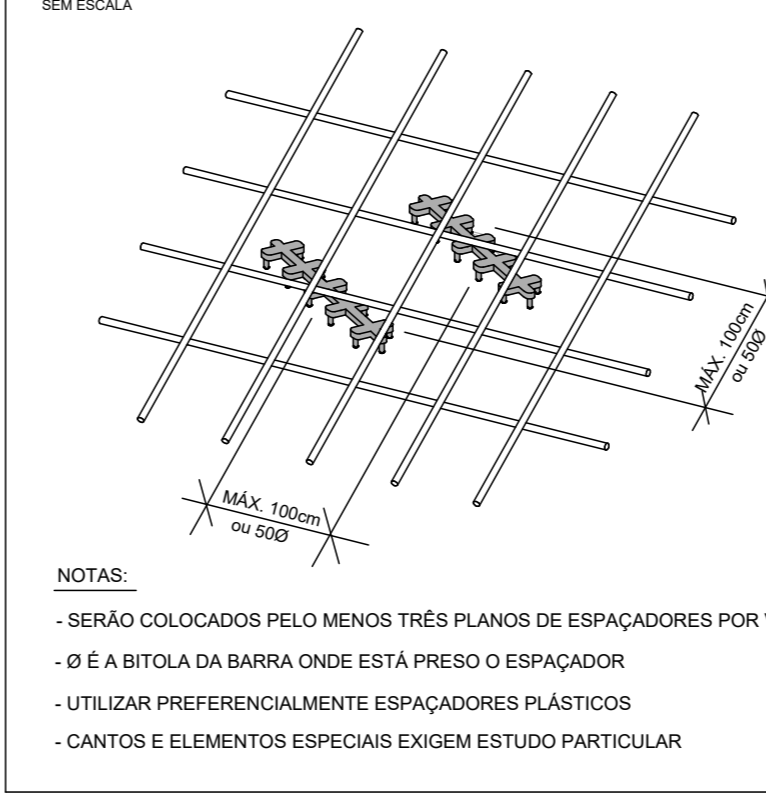 SEM ESCALA
MÁX. 100cm
ou 50Ø
MÁX. 100cm
ou 50Ø
NOTAS:
- SERÃO COLOCADOS PELO MENOS TRÊS PLANOS DE ESPAÇADORES POR
- Ø É A BITOLA DA BARRA ONDE ESTÁ PRESO O ESPAÇADOR
- UTILIZAR PREFERENCIALMENTE ESPAÇADORES PLÁSTICOS
- CANTOS E ELEMENTOS ESPECIAIS EXIGEM ESTUDO PARTICULAR